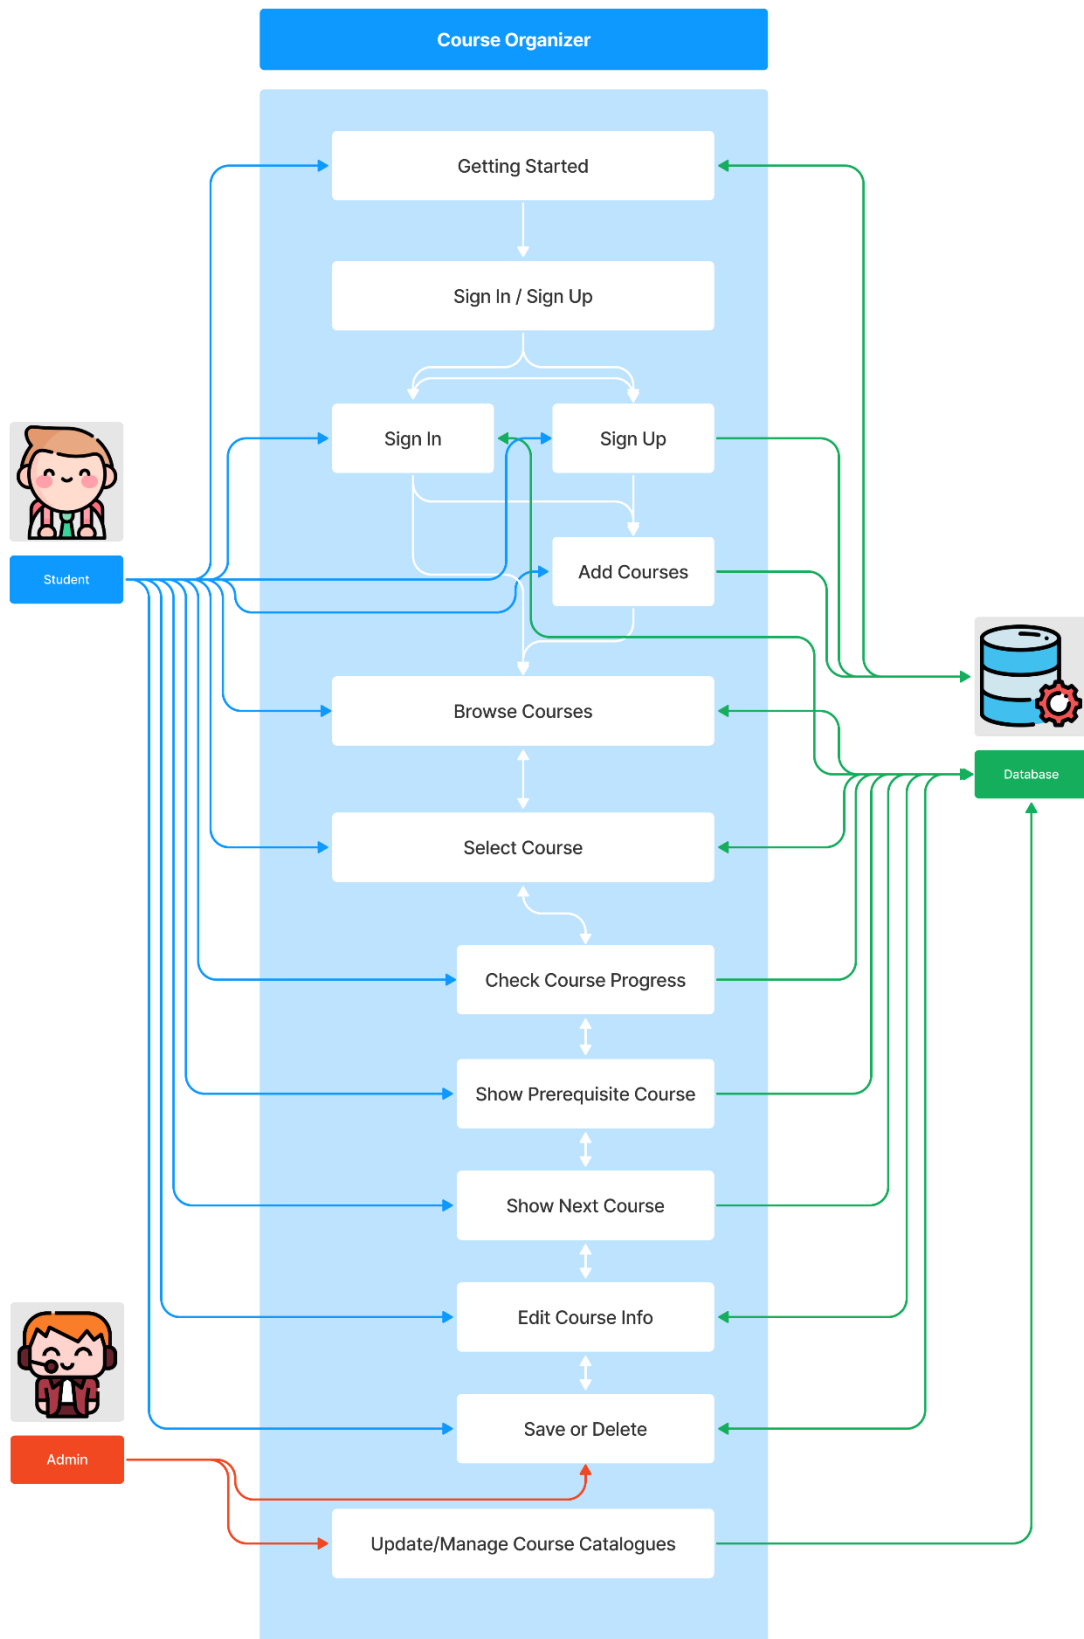 Course Organizer
Getting Started
Sign In / Sign Up
Sign In
Sign Up
Student
Add Courses
Browse Courses
Database
Select Course
Check Course Progress
Show Prerequisite Course
Show Next Course
Edit Course Info
Save or Delete
Admin
Update/Manage Course Catalogues